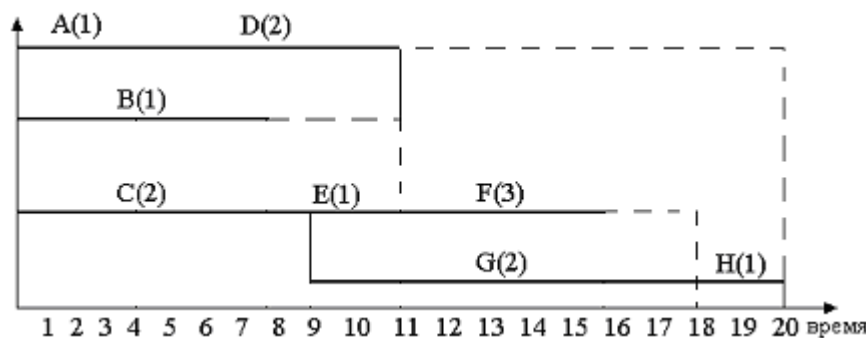 A(1) D(2)
B(1)
C(2) E(1) F(3)
G(2) H(1)
1 2 3 4 5 6 7 8 9 10 11 12 13 14 15 16 17 18 19 20 время